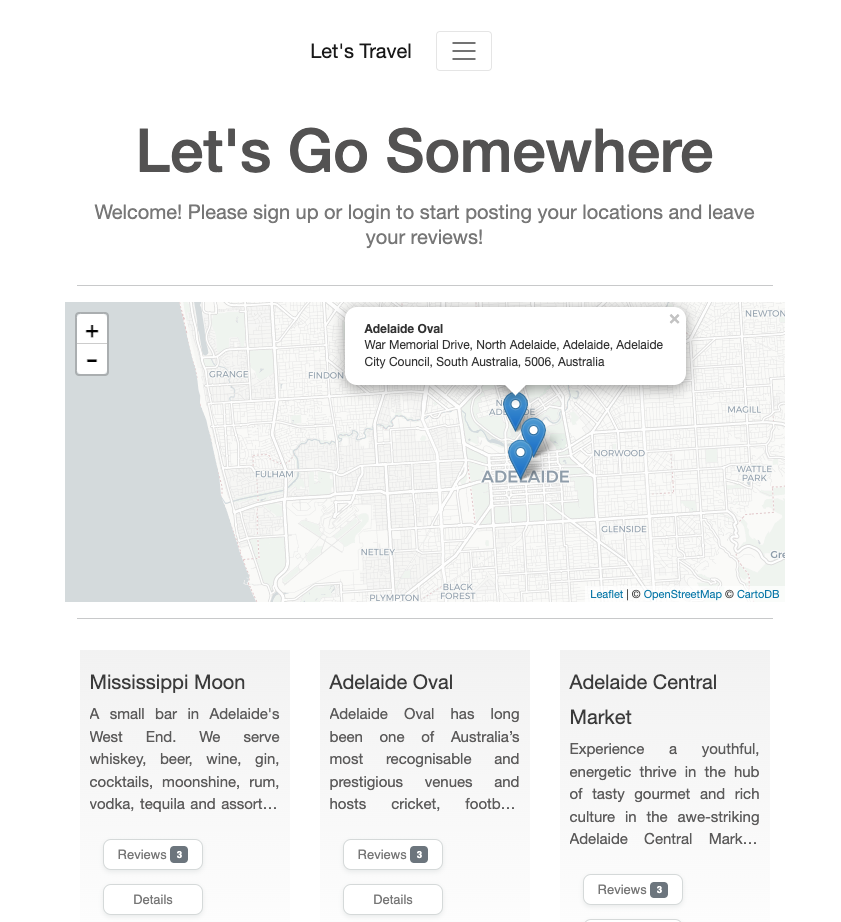 Let's Travel
Let's Go Somewhere
Welcome! Please sign up or login to start posting your locations and leave
your reviews!
+
−
×
Adelaide Oval
War Memorial Drive, North Adelaide, Adelaide, Adelaide
City Council, South Australia, 5006, Australia
NEWTON
GRANGE
FINDON
MAGILL
NORWOOD
FULHAM
ADELAIDE
WATTLE
PARK
GLENSIDE
NETLEY
BLACK
FOREST
PLYMPTON
Leaflet | © OpenStreetMap © CartoDB
Mississippi Moon
A small bar in Adelaide's
West End. We serve
whiskey, beer, wine, gin,
cocktails, moonshine, rum,
vodka, tequila and assort…
Reviews 3
Details
Adelaide Oval
Adelaide Oval has long
been one of Australia’s
most recognisable and
prestigious venues and
hosts cricket, footb…
Reviews 3
Details
Adelaide Central
Market
Experience a youthful,
energetic thrive in the hub
of tasty gourmet and rich
culture in the awe-striking
Adelaide Central Mark…
Reviews 3